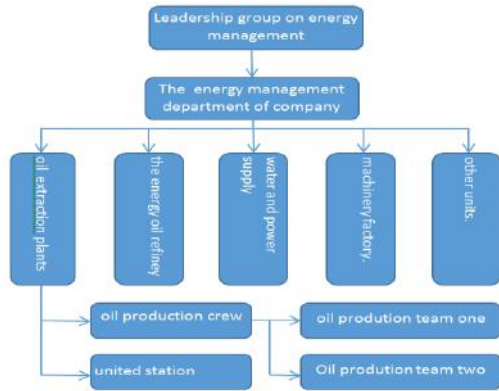 Leadership group on energy
management
The energy management
department of company
oil extraction plants
the energy oil refiney
water and power
supply
machinery factory.
other units.
oil production crew
oil prodution team one
united station
Oil prodution team two